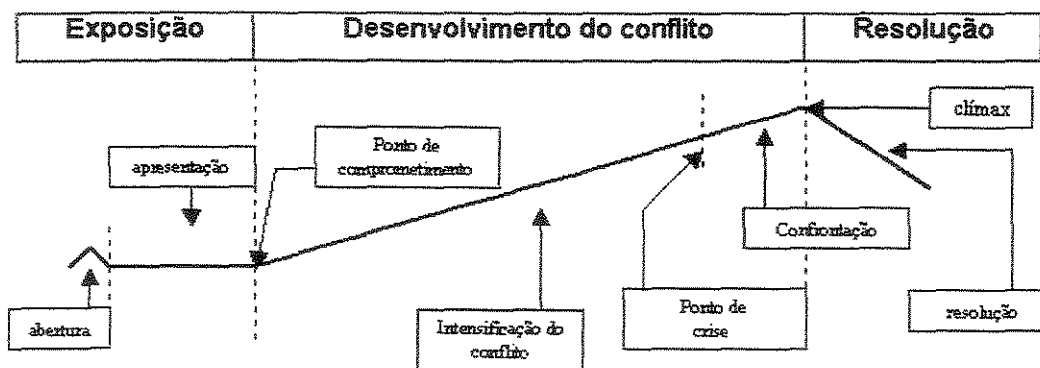 Exposição
Desenvolvimento do conflito
Resolução
clímax
Ponto de
comprometimento
apresentação
Confrontação
abertura
Intensificação do
conflito
Ponto de
crise
resolução